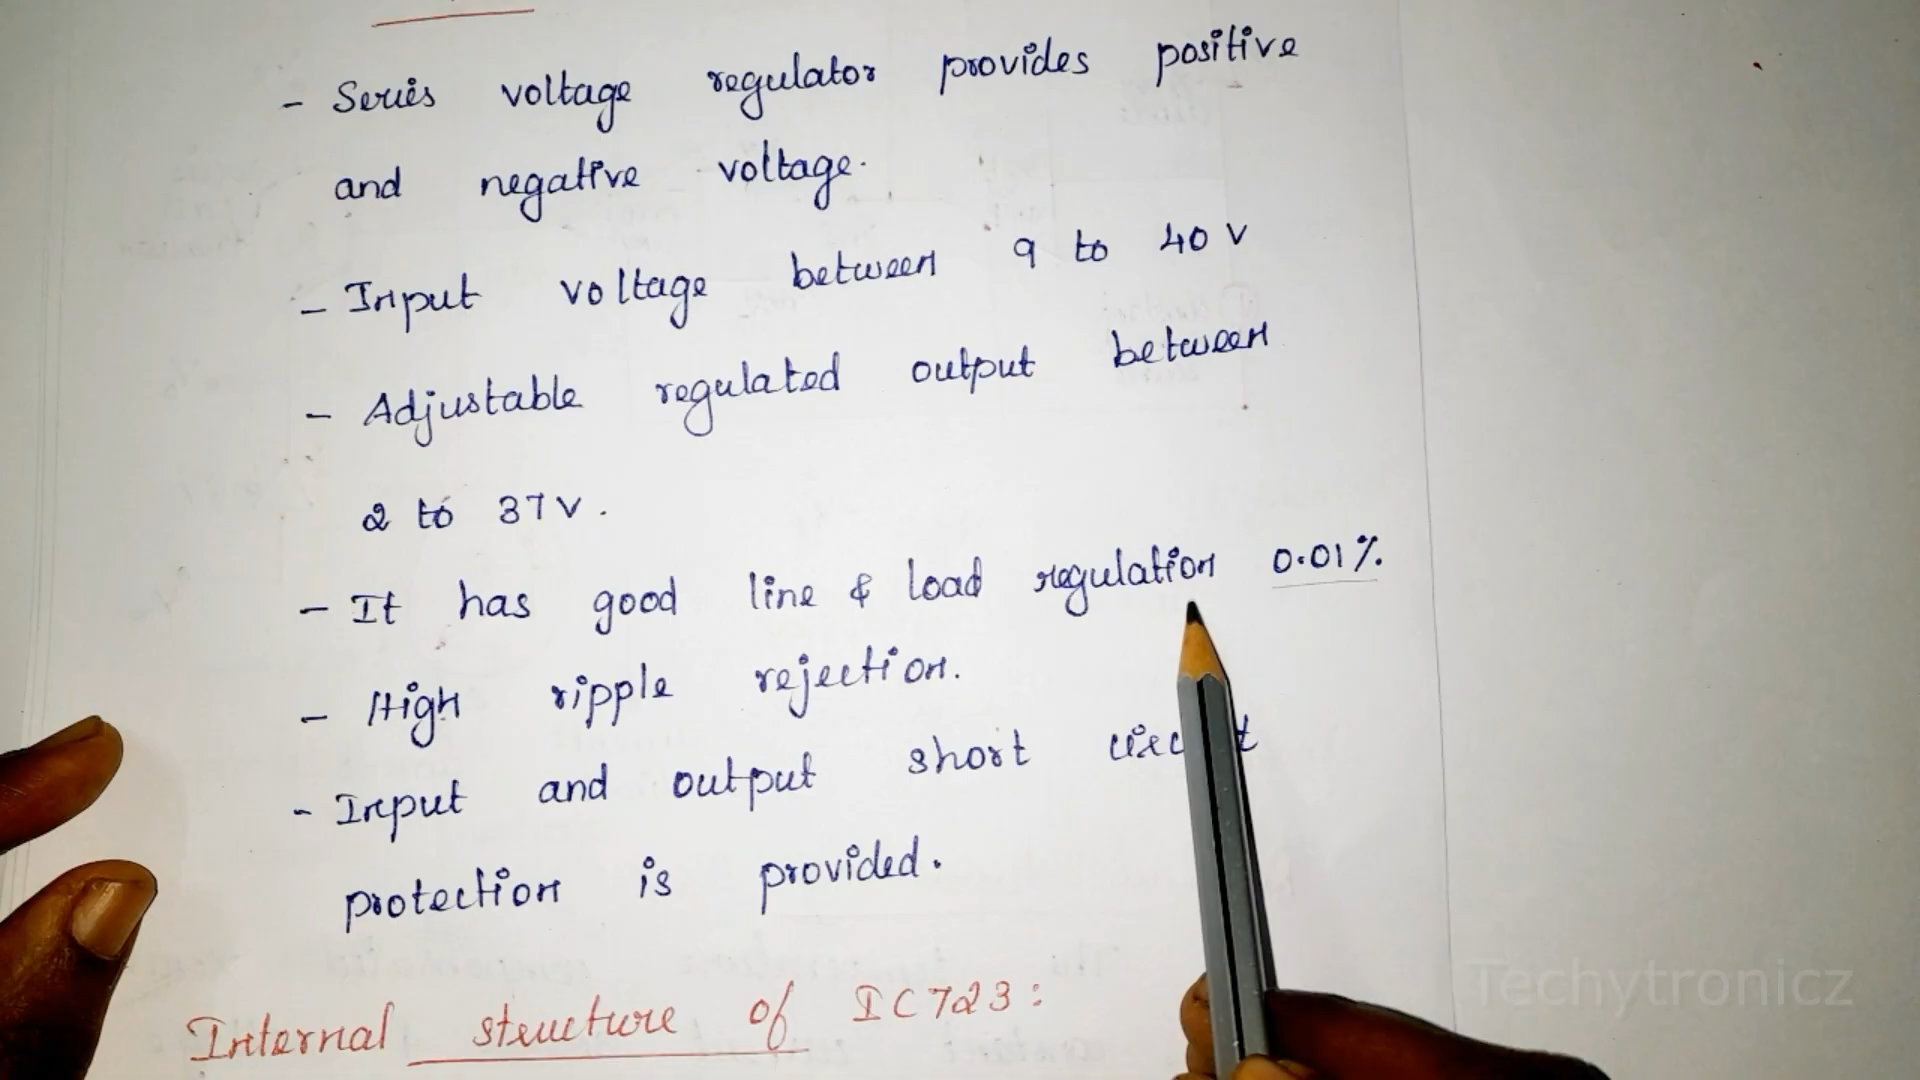 - Series voltage regulator provides positive
and negative voltage.
- Input voltage between 9 to 40 V
- Adjustable regulated output between
2 to 37 V.
- It has good line & load regulation 0.01%.
- High ripple rejection.
- Input and output short
protection is provided.
Internal structure of IC723:
Techytronicz